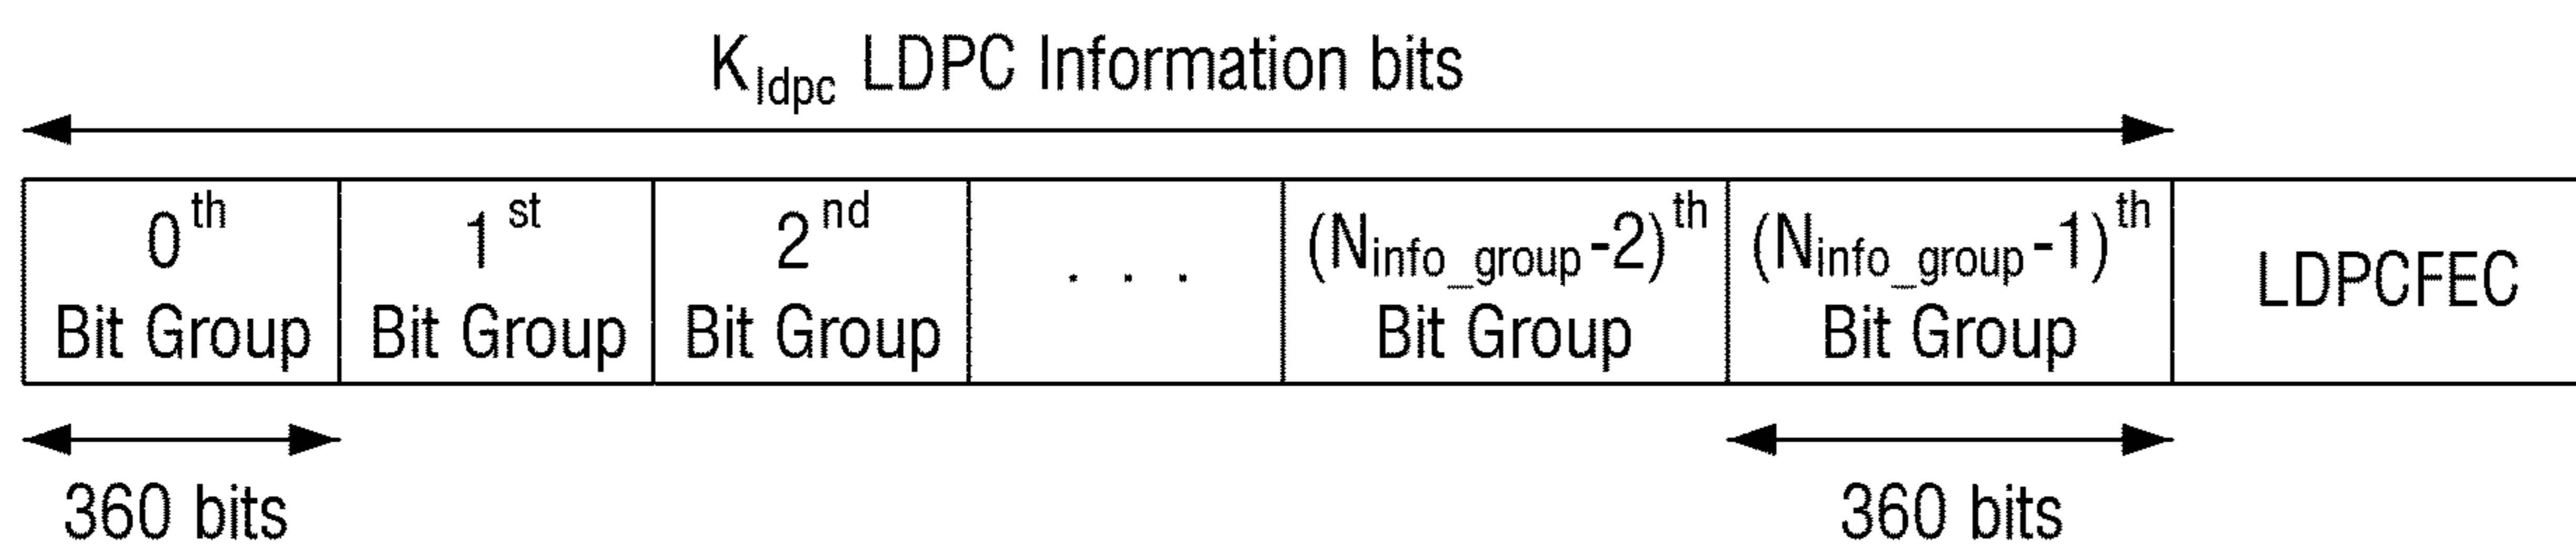 K_ldpc LDPC Information bits
0th Bit Group
1st Bit Group
2nd Bit Group
. . .
(N_info_group-2)th Bit Group
(N_info_group-1)th Bit Group
LDPCFEC
360 bits
360 bits